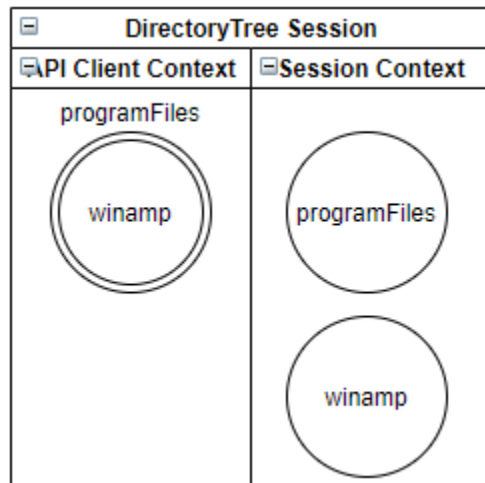 DirectoryTree Session
API Client Context
Session Context
programFiles
winamp
programFiles
winamp